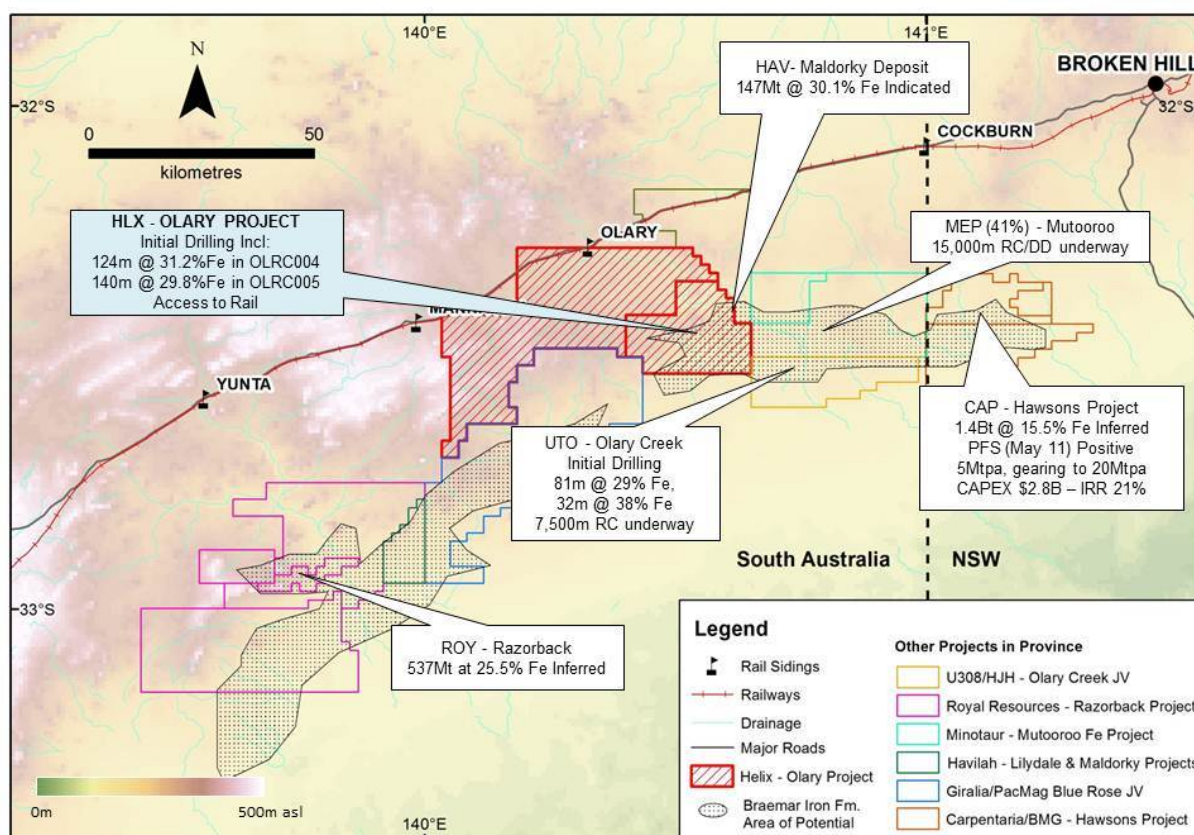 140°E
141°E
N
32°S
0
50
kilometres
HAV- Maldorky Deposit
147Mt @ 30.1% Fe Indicated
BROKEN HILL
32°S
COCKBURN
HLX - OLARY PROJECT
Initial Drilling Incl:
124m @ 31.2%Fe in OLRC004
140m @ 29.8%Fe in OLRC005
Access to Rail
OLARY
MEP (41%) - Mutooroo
15,000m RC/DD underway
YUNTA
UTO - Olary Creek
Initial Drilling
81m @ 29% Fe,
32m @ 38% Fe
7,500m RC underway
CAP - Hawsons Project
1.4Bt @ 15.5% Fe Inferred
PFS (May 11) Positive
5Mtpa, gearing to 20Mtpa
CAPEX $2.8B – IRR 21%
South Australia
NSW
33°S
ROY - Razorback
537Mt at 25.5% Fe Inferred
Legend
Rail Sidings
Railways
Drainage
Major Roads
Helix - Olary Project
Braemar Iron Fm.
Area of Potential
Other Projects in Province
U308/HJH - Olary Creek JV
Royal Resources - Razorback Project
Minotaur - Mutooroo Fe Project
Havilah - Lilydale & Maldorky Projects
Giralia/PacMag Blue Rose JV
Carpentaria/BMG - Hawsons Project
0m
500m asl
140°E